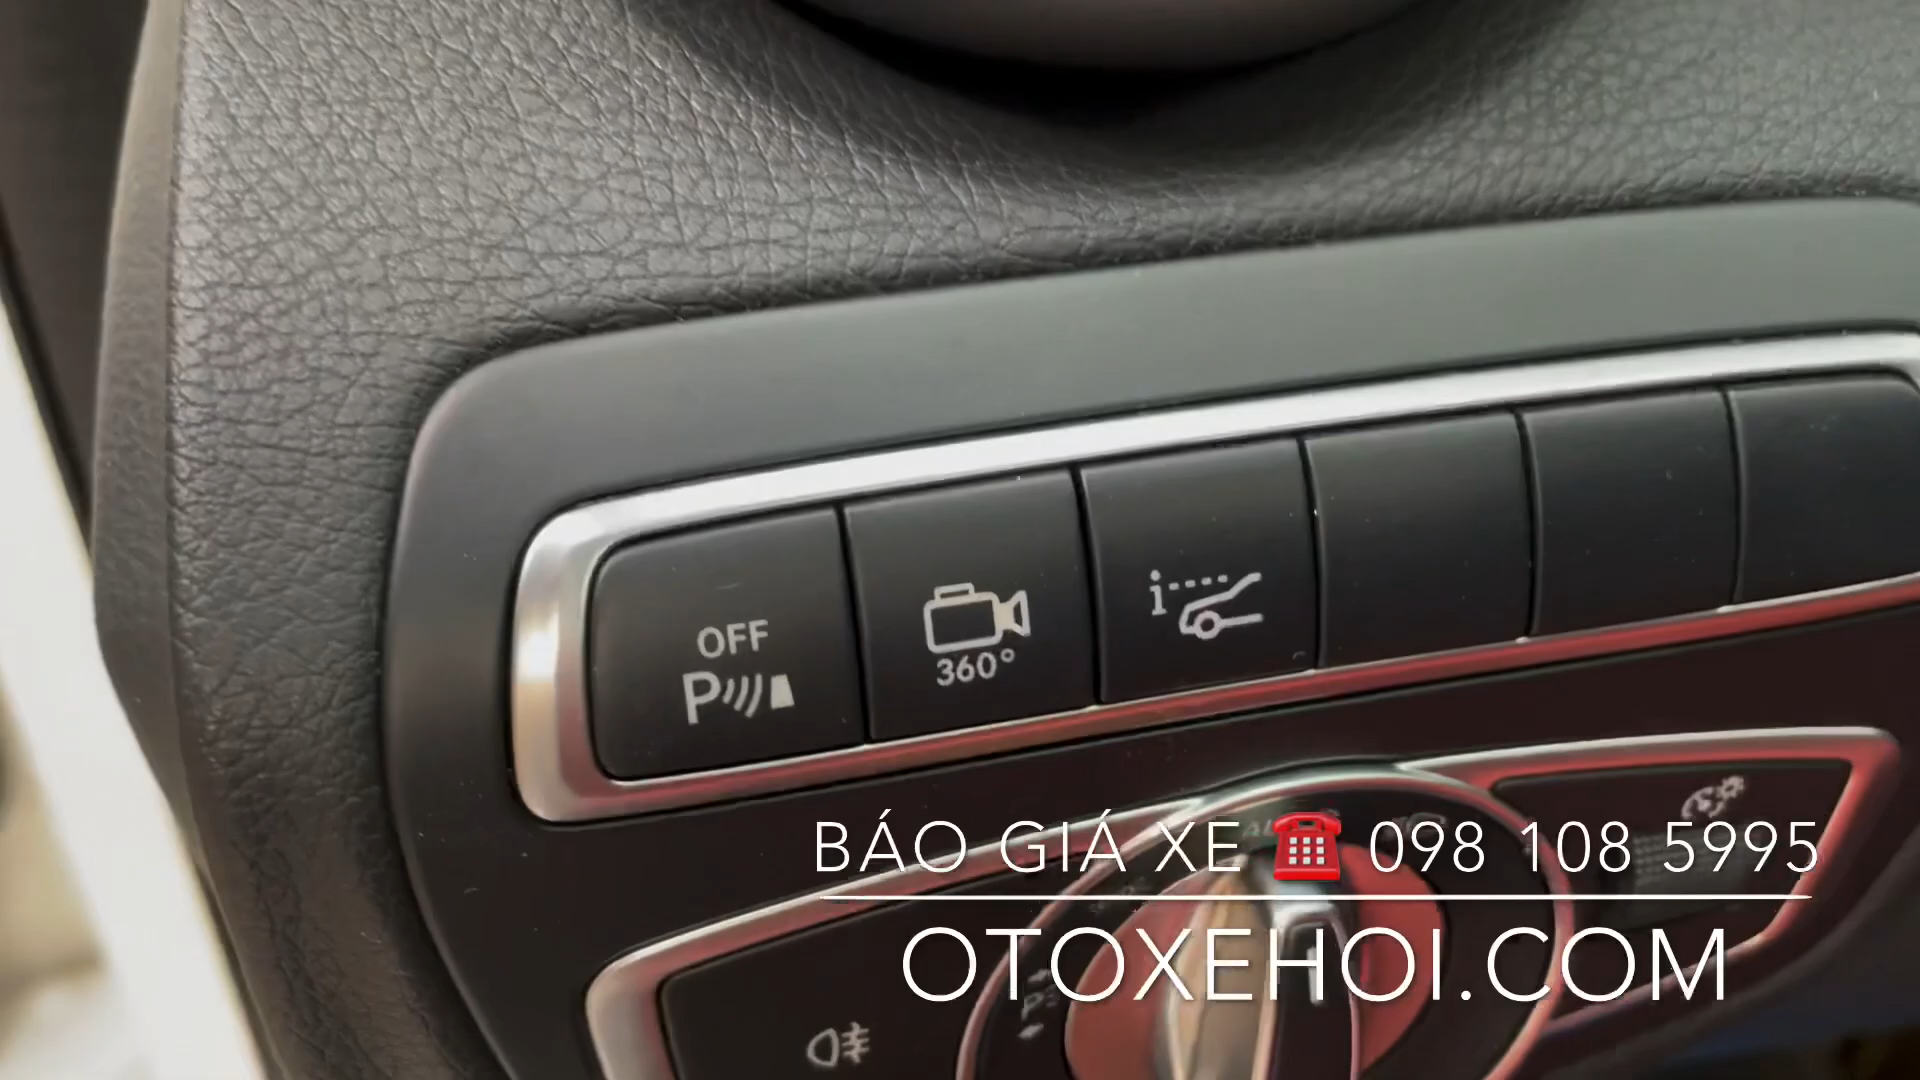 OFF
P
360°
i
BÁO GIÁ XE ☎️ 098 108 5995
OTOXEHOI.COM